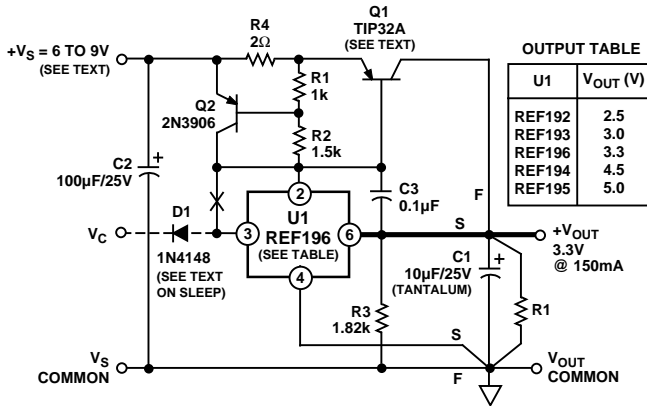 Q1
TIP32A
(SEE TEXT)
R4
2Ω
+VS = 6 TO 9V
(SEE TEXT)
R1
1k
Q2
2N3906
R2
1.5k
C2
100µF/25V
+
C3
0.1µF
F
2
U1
REF196
(SEE TABLE)
3
6
4
S
VC
D1
1N4148
(SEE TEXT
ON SLEEP)
+VOUT
3.3V
@ 150mA
C1
10µF/25V
(TANTALUM)
+
R1
R3
1.82k
S
F
VS
COMMON
VOUT
COMMON
OUTPUT TABLE
U1 VOUT (V)
REF192 2.5
REF193 3.0
REF196 3.3
REF194 4.5
REF195 5.0